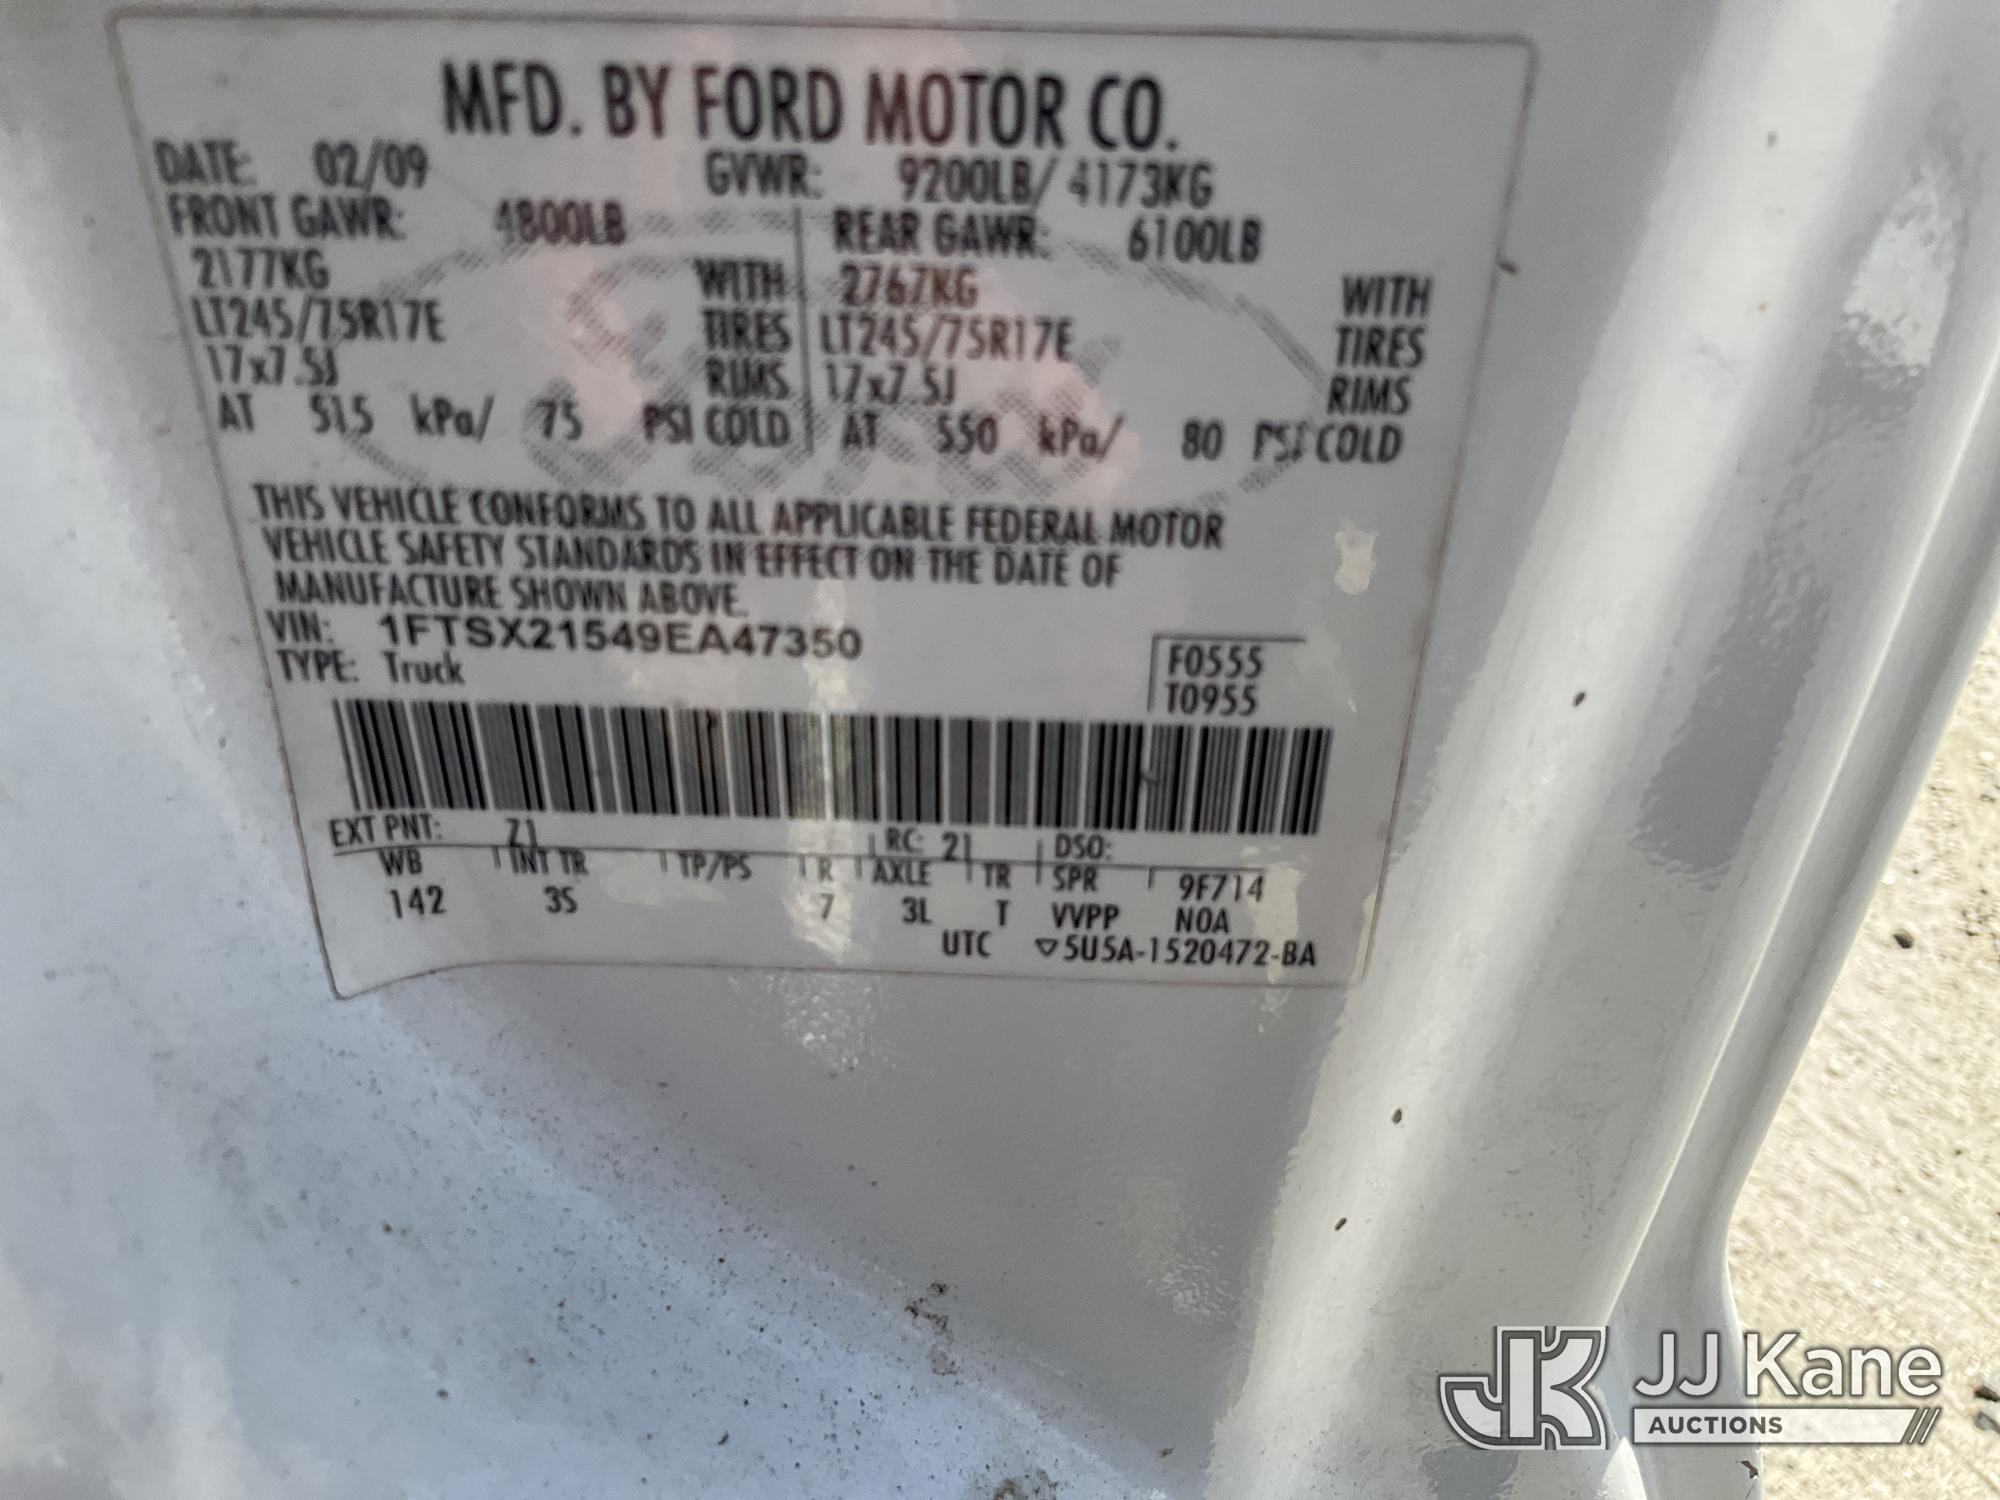 MFD. BY FORD MOTOR CO.
DATE: 02/09 GVWR: 9200LB/ 4173KG
FRONT GAWR: 4800LB REAR GAWR: 6100LB
2177KG WITH 2767KG WITH
LT245/75R17E TIRES LT245/75R17E TIRES
17x7.5J RIMS 17x7.5J RIMS
AT 515 kPa/ 75 PSI COLD AT 550 kPa/ 80 PSI COLD
THIS VEHICLE CONFORMS TO ALL APPLICABLE FEDERAL MOTOR
VEHICLE SAFETY STANDARDS IN EFFECT ON THE DATE OF
MANUFACTURE SHOWN ABOVE.
VIN: 1FTSX21549EA47350
TYPE: Truck
F0555
T0955
EXT PNT: Z1 RC: 21 DSO:
WB INT TR TP/PS R AXLE TR SPR 9F714
142 3S 7 3L T VVPP N0A
UTC ▽5U5A-1520472-BA
JK JJ Kane
AUCTIONS